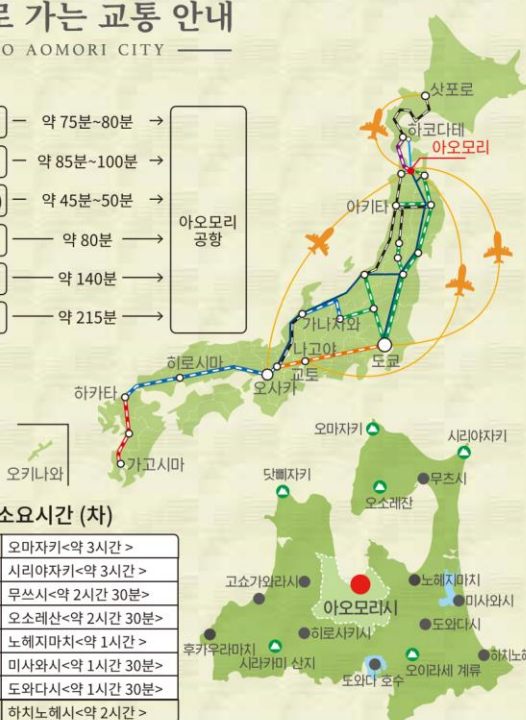 로 가는 교통 안내
O AOMORI CITY
약 75분~80분
약 85분~100분
약 45분~50분
약 80분
약 140분
약 215분
아오모리
공항
삿포로
하코다테
아오모리
아키타
가나자와
나고야
도쿄
히로시마
교토
오사카
하카타
가고시마
오키나와
소요시간 (차)
오마자키<약 3시간 >
시리야자키<약 3시간 >
무쓰시<약 2시간 30분>
오소레산<약 2시간 30분>
노헤지마치<약 1시간 >
미사와시<약 1시간 30분>
도와다시<약 1시간 30분>
하치노헤시<약 2시간 >
오마자키
시리야자키
닷삐자키
무츠시
오소레잔
고쇼가와라시
노헤지마치
아오모리시
미사와시
히로사키시
도와다시
후카우라마치
시라카미 산지
도와다 호수
오이라세 계류
하치노헤